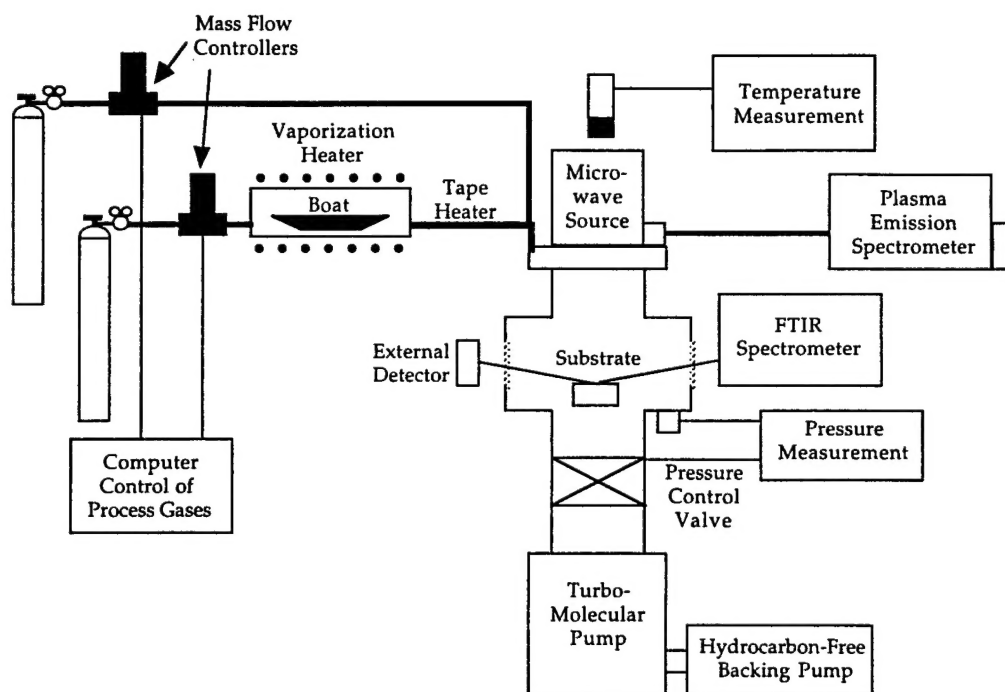 Mass Flow
Controllers
Vaporization
Heater
Boat
Tape
Heater
Micro-
wave
Source
Temperature
Measurement
Plasma
Emission
Spectrometer
External
Detector
Substrate
FTIR
Spectrometer
Computer
Control of
Process Gases
Pressure
Measurement
Pressure
Control
Valve
Turbo-
Molecular
Pump
Hydrocarbon-Free
Backing Pump